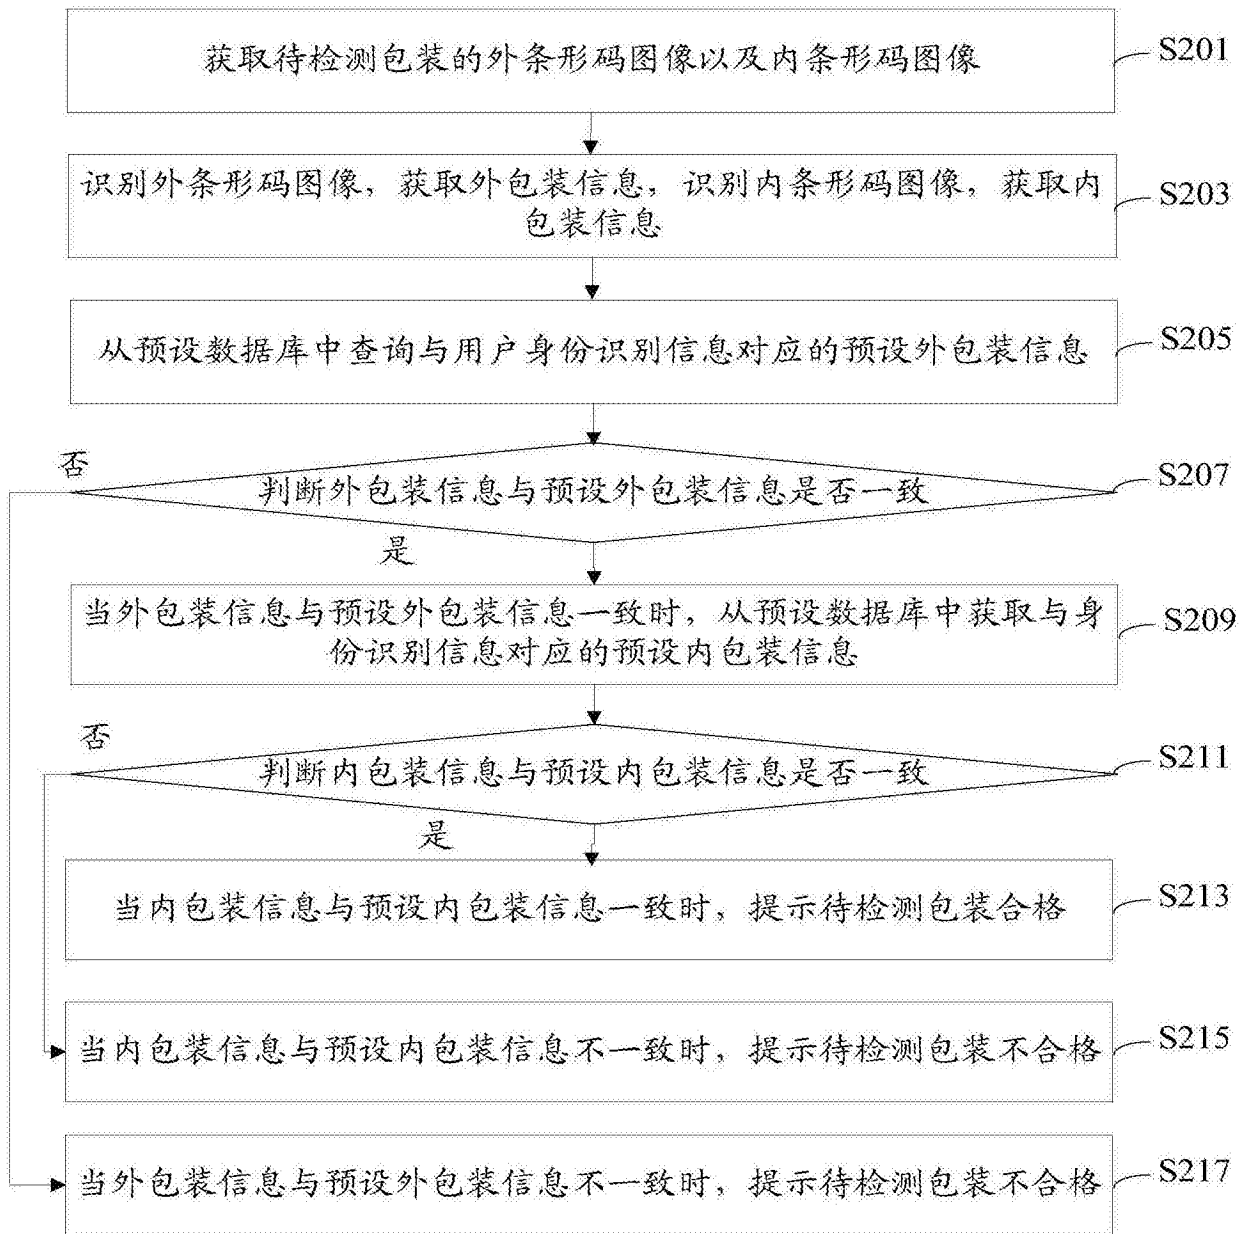 获取待检测包装的外条形码图像以及内条形码图像
S201
识别外条形码图像，获取外包装信息，识别内条形码图像，获取内
包装信息
S203
从预设数据库中查询与用户身份识别信息对应的预设外包装信息
S205
否
判断外包装信息与预设外包装信息是否一致
S207
是
当外包装信息与预设外包装信息一致时，从预设数据库中获取与身
份识别信息对应的预设内包装信息
S209
否
判断内包装信息与预设内包装信息是否一致
S211
是
当内包装信息与预设内包装信息一致时，提示待检测包装合格
S213
当内包装信息与预设内包装信息不一致时，提示待检测包装不合格
S215
当外包装信息与预设外包装信息不一致时，提示待检测包装不合格
S217